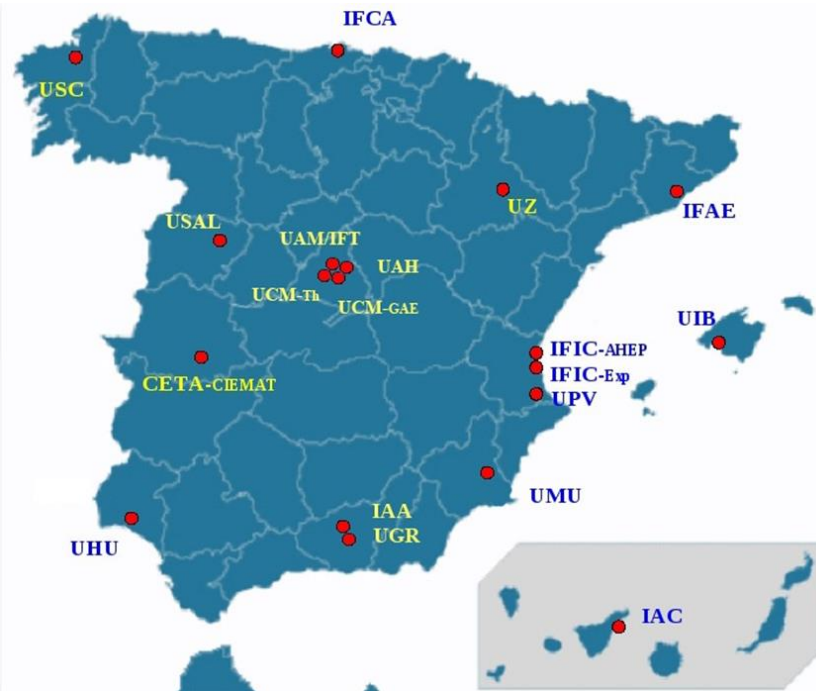 IFCA
USC
UZ
IFAE
USAL
UAM/IFT
UAH
UCM-Th
UCM-GAE
UIB
IFIC-AHEP
IFIC-Exp
CETA-CIEMAT
UPV
UMU
IAA
UGR
UHU
IAC